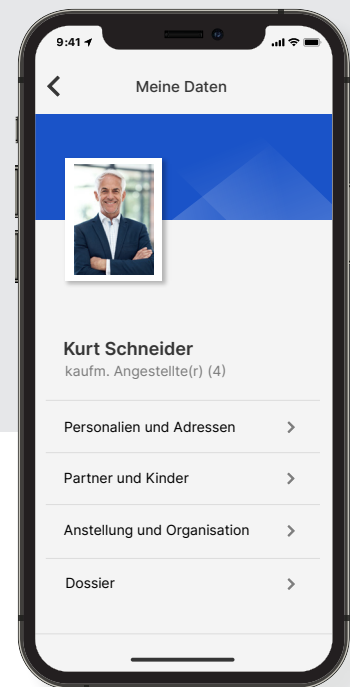 9:41
Meine Daten
Kurt Schneider
kaufm. Angestellte(r) (4)
Personalien und Adressen
Partner und Kinder
Anstellung und Organisation
Dossier